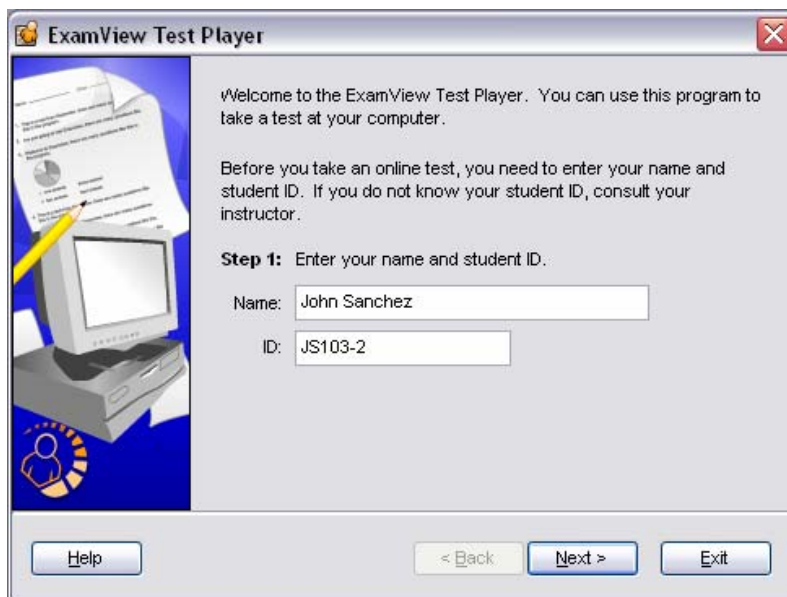 ExamView Test Player
Welcome to the ExamView Test Player. You can use this program to
take a test at your computer.
Before you take an online test, you need to enter your name and
student ID. If you do not know your student ID, consult your
instructor.
Step 1: Enter your name and student ID.
Name: John Sanchez
ID: JS103-2
Help
< Back
Next >
Exit